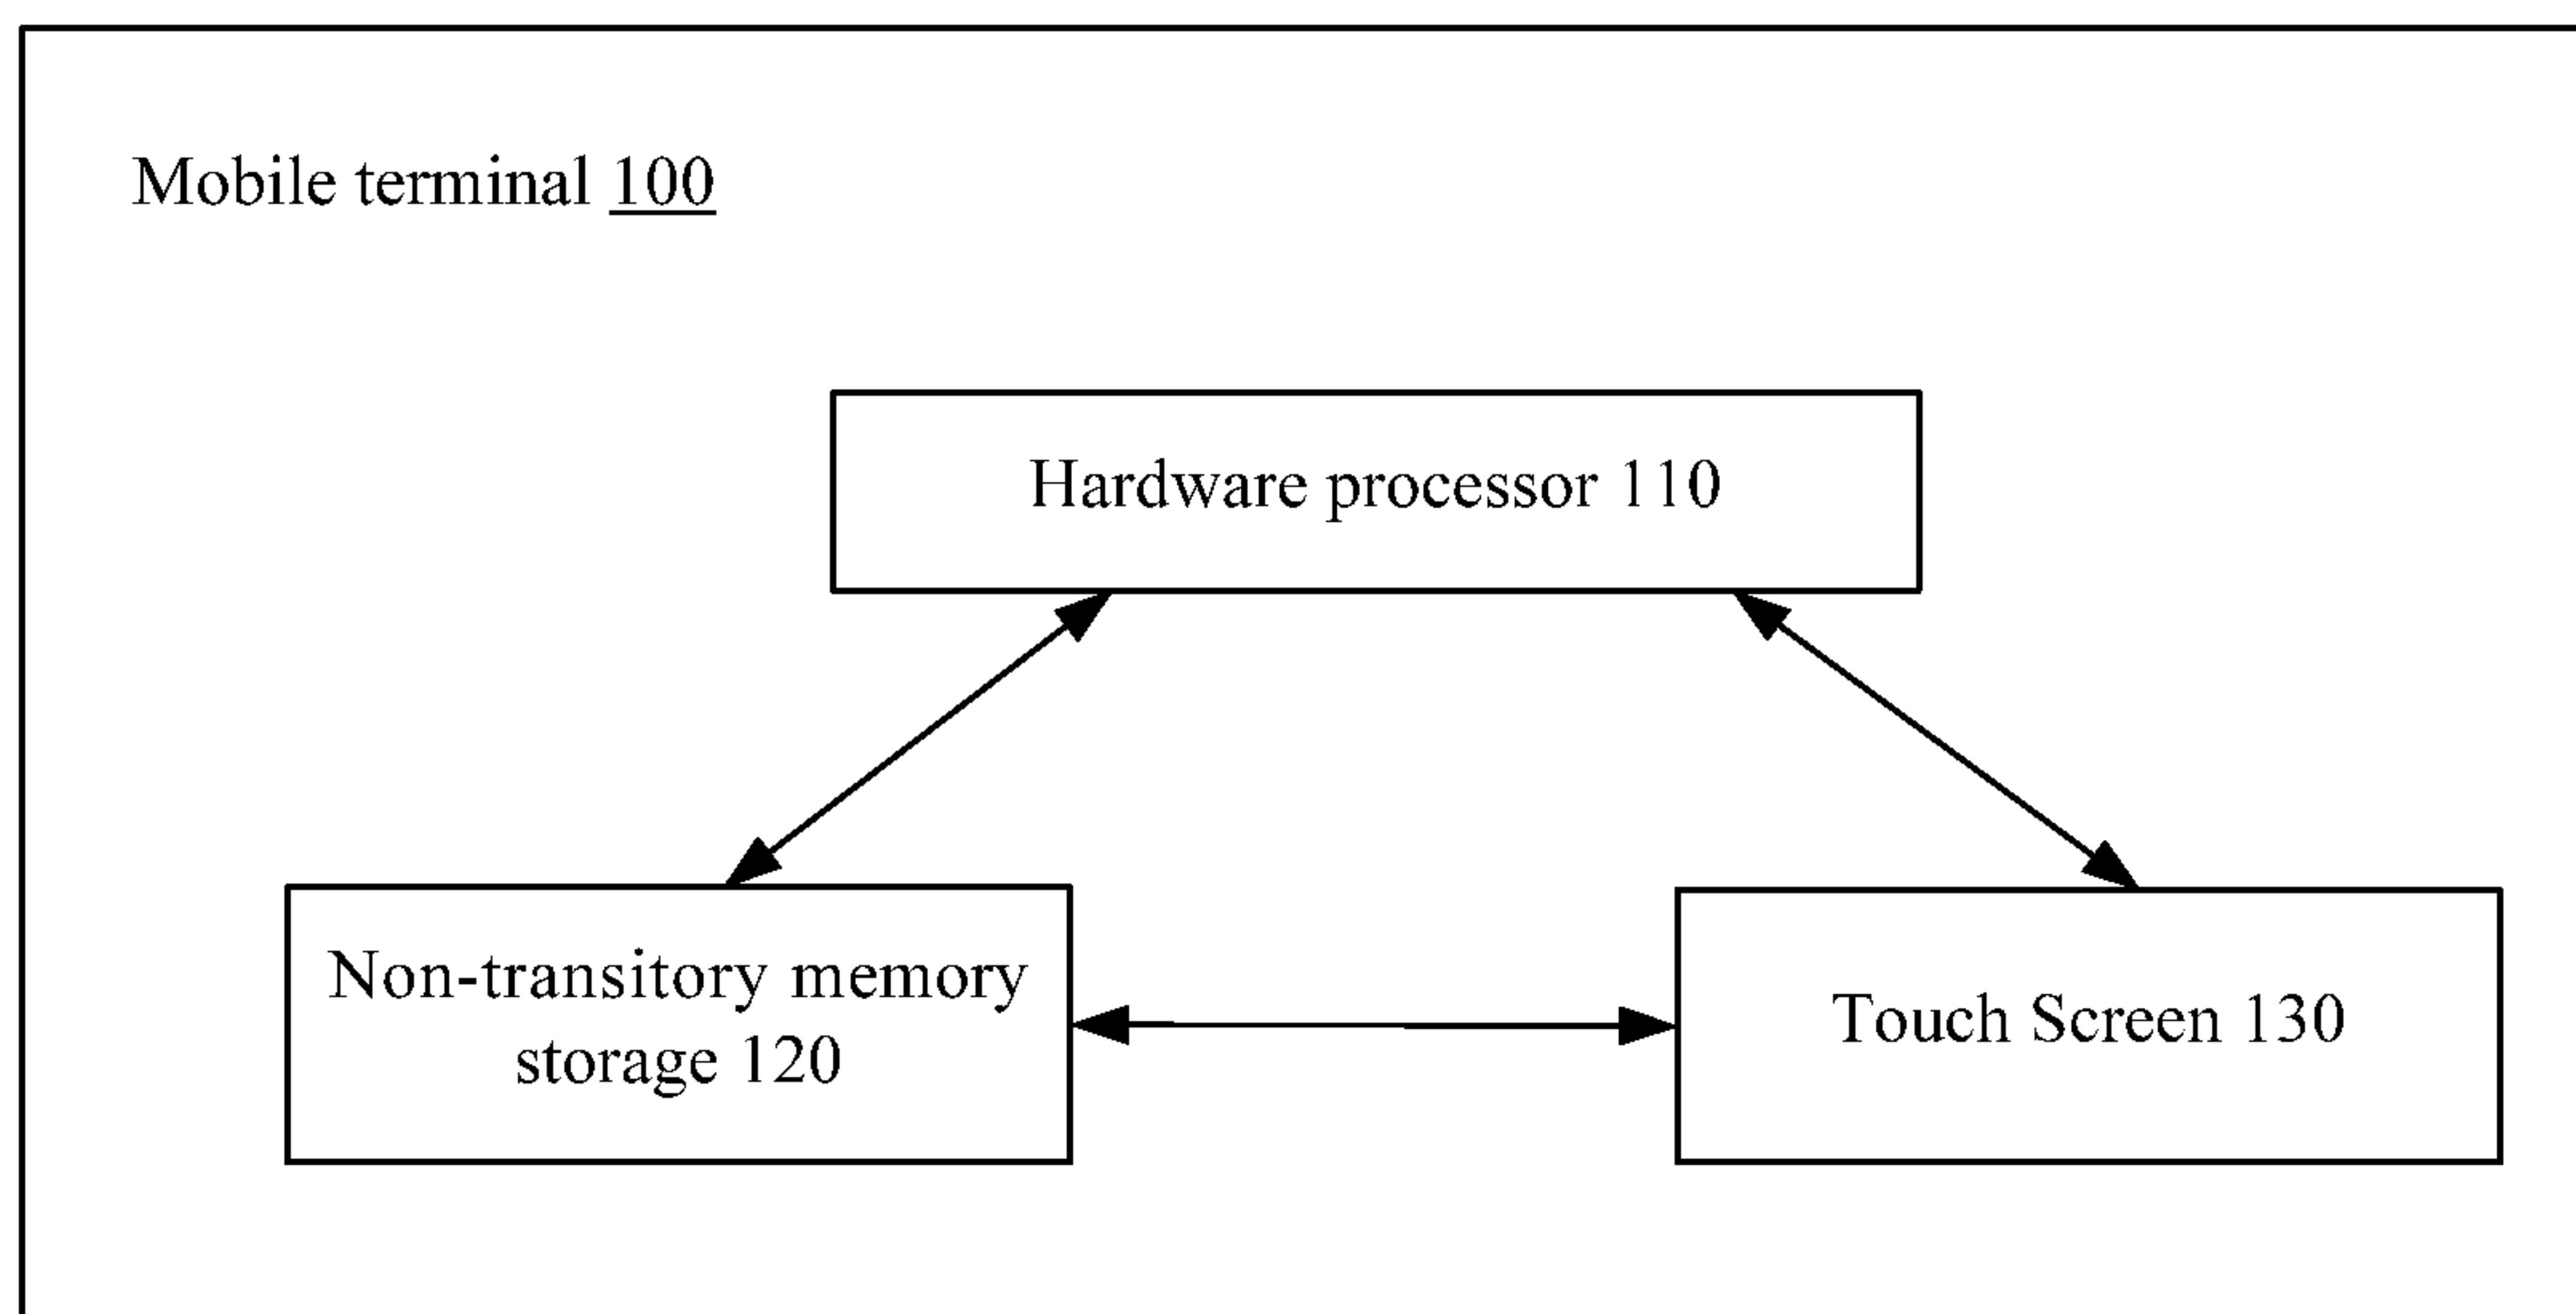 Mobile terminal 100
Hardware processor 110
Non-transitory memory
storage 120
Touch Screen 130